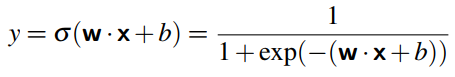 y = σ(w · x + b) = 1 / (1 + exp(−(w · x + b)))